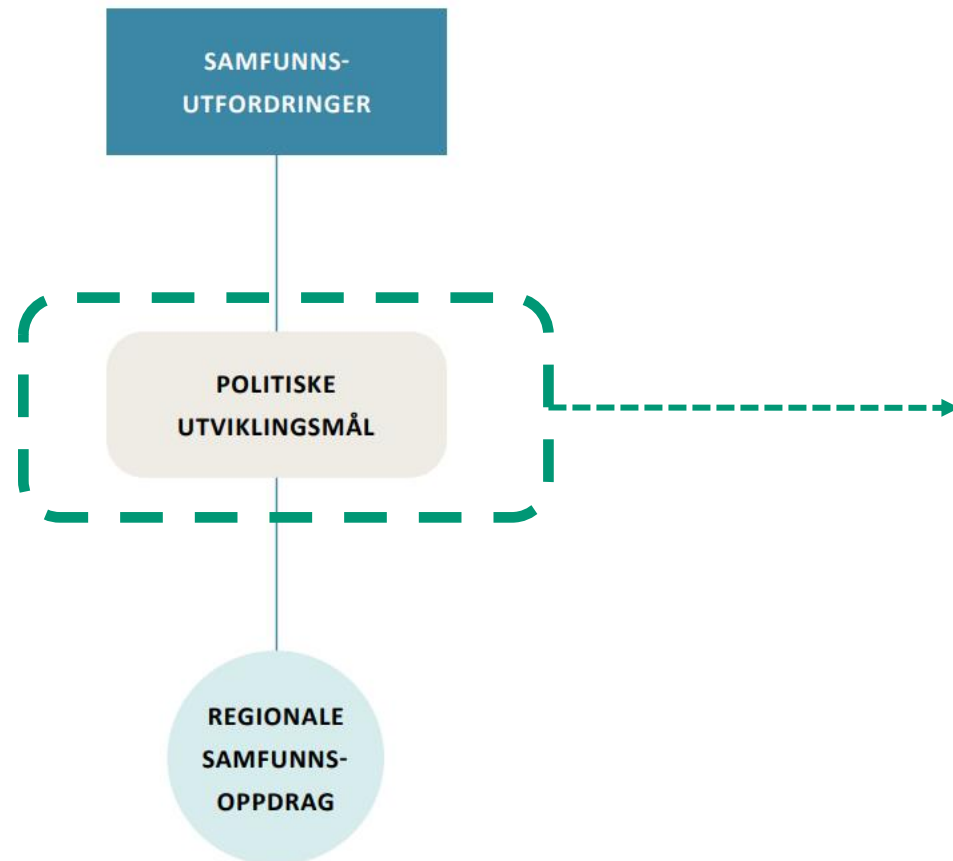 SAMFUNNS-
UTFORDRINGER
POLITISKE
UTVIKLINGSMÅL
REGIONALE
SAMFUNNS-
OPPDRAG